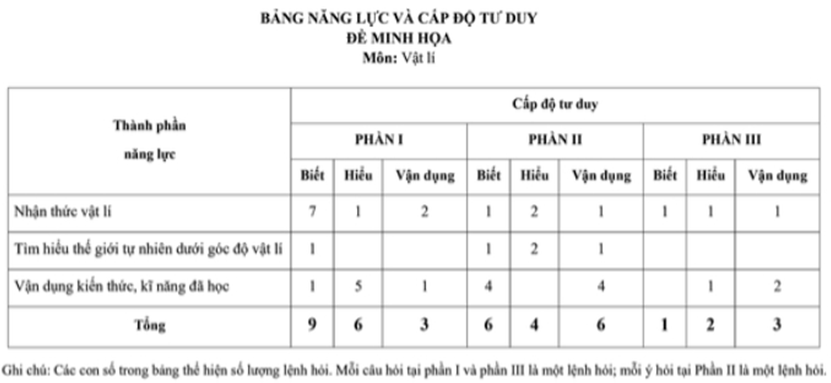 BẢNG NĂNG LỰC VÀ CẤP ĐỘ TƯ DUY
ĐỀ MINH HỌA
Môn: Vật lí
Thành phần năng lực
Cấp độ tư duy
PHẦN I PHẦN II PHẦN III
Biết Hiểu Vận dụng Biết Hiểu Vận dụng Biết Hiểu Vận dụng
Nhận thức vật lí 7 1 2 1 2 1 1 1 1
Tìm hiểu thế giới tự nhiên dưới góc độ vật lí 1 1 2 1
Vận dụng kiến thức, kĩ năng đã học 1 5 1 4 4 1 2
Tổng 9 6 3 6 4 6 1 2 3
Ghi chú: Các con số trong bảng thể hiện số lượng lệnh hỏi. Mỗi câu hỏi tại phần I và phần III là một lệnh hỏi; mỗi ý hỏi tại Phần II là một lệnh hỏi.